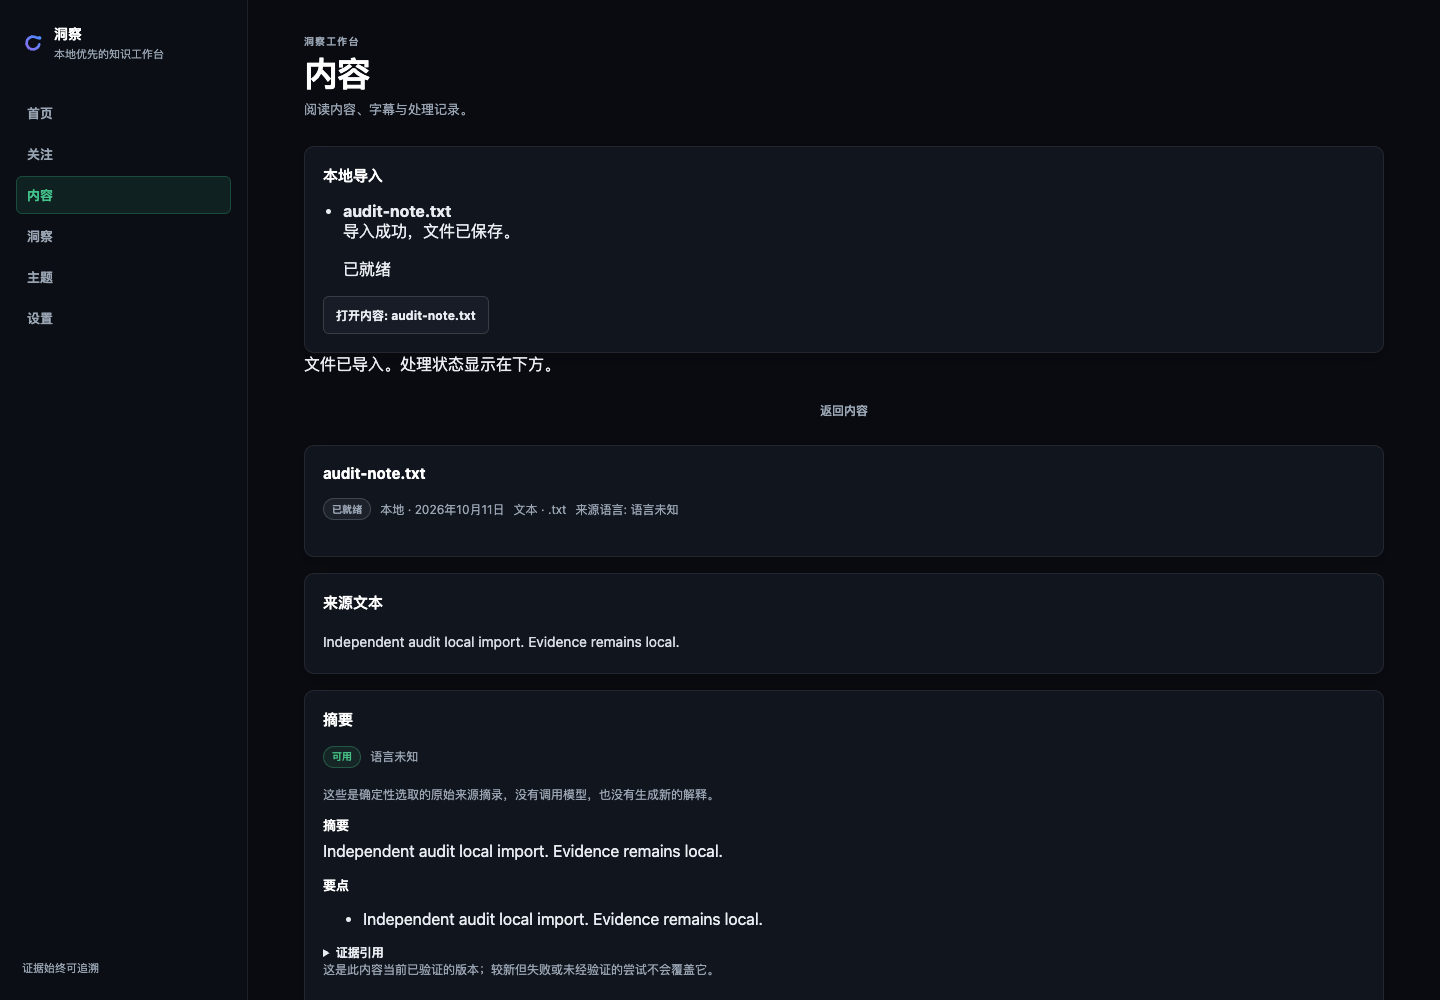 洞察
本地优先的知识工作台
首页
关注
内容
洞察
主题
设置
证据始终可追溯
洞察工作台
内容
阅读内容、字幕与处理记录。
本地导入
audit-note.txt
导入成功，文件已保存。
已就绪
打开内容: audit-note.txt
文件已导入。处理状态显示在下方。
返回内容
audit-note.txt
已就绪 本地 · 2026年10月11日 文本 · .txt 来源语言: 语言未知
来源文本
Independent audit local import. Evidence remains local.
摘要
可用 语言未知
这些是确定性选取的原始来源摘录，没有调用模型，也没有生成新的解释。
摘要
Independent audit local import. Evidence remains local.
要点
Independent audit local import. Evidence remains local.
证据引用
这是此内容当前已验证的版本；较新但失败或未经验证的尝试不会覆盖它。